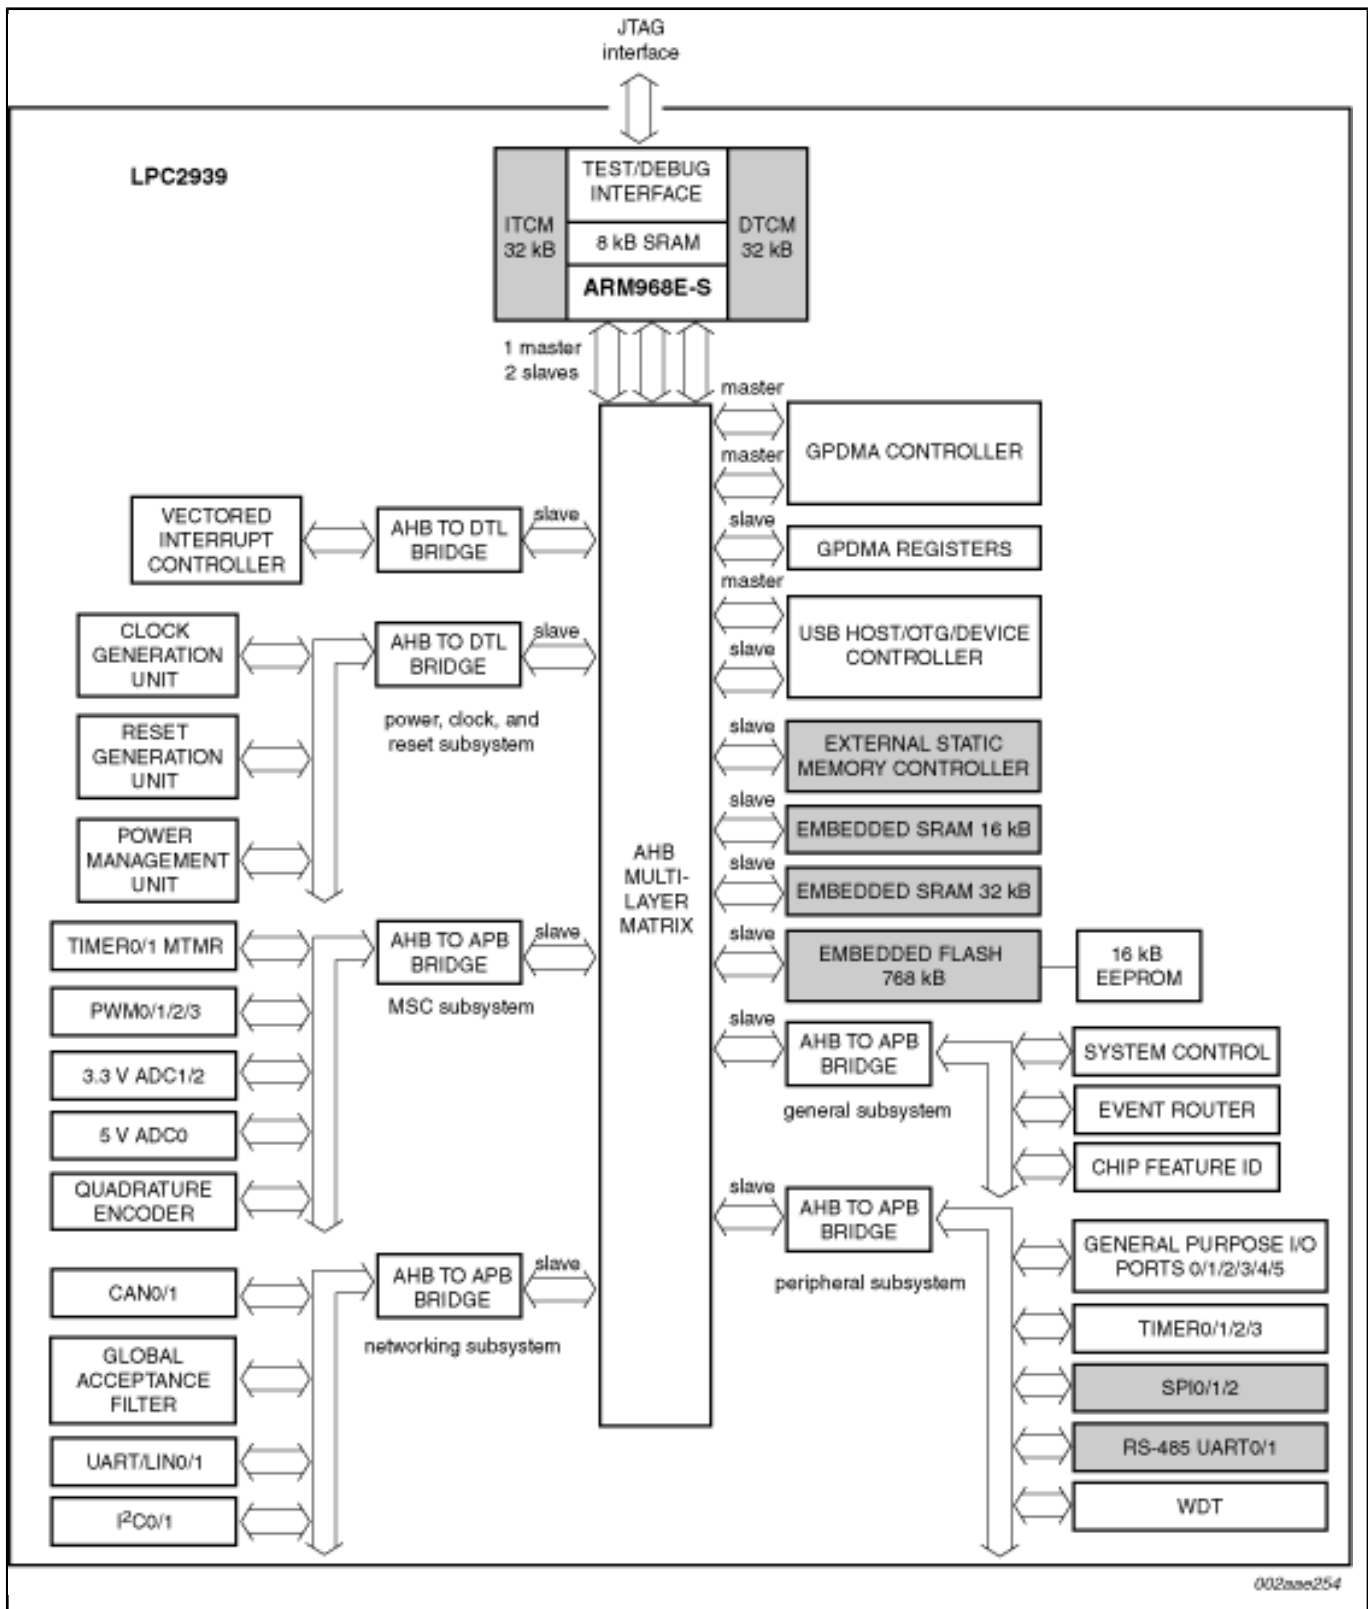 JTAG
interface
LPC2939
ITCM
32 kB
TEST/DEBUG
INTERFACE
8 kB SRAM
ARM968E-S
DTCM
32 kB
1 master
2 slaves
master
GPDMA CONTROLLER
master
slave
GPDMA REGISTERS
master
USB HOST/OTG/DEVICE
CONTROLLER
slave
slave
EXTERNAL STATIC
MEMORY CONTROLLER
slave
EMBEDDED SRAM 16 kB
slave
EMBEDDED SRAM 32 kB
slave
EMBEDDED FLASH
768 kB
16 kB
EEPROM
AHB
MULTI-
LAYER
MATRIX
VECTORED
INTERRUPT
CONTROLLER
AHB TO DTL
BRIDGE
slave
CLOCK
GENERATION
UNIT
AHB TO DTL
BRIDGE
slave
power, clock, and
reset subsystem
RESET
GENERATION
UNIT
POWER
MANAGEMENT
UNIT
TIMER0/1 MTMR
AHB TO APB
BRIDGE
slave
MSC subsystem
PWM0/1/2/3
3.3 V ADC1/2
5 V ADC0
QUADRATURE
ENCODER
CAN0/1
AHB TO APB
BRIDGE
slave
networking subsystem
GLOBAL
ACCEPTANCE
FILTER
UART/LIN0/1
I²C0/1
slave
AHB TO APB
BRIDGE
general subsystem
SYSTEM CONTROL
EVENT ROUTER
CHIP FEATURE ID
slave
AHB TO APB
BRIDGE
peripheral subsystem
GENERAL PURPOSE I/O
PORTS 0/1/2/3/4/5
TIMER0/1/2/3
SPI0/1/2
RS-485 UART0/1
WDT
002aae254